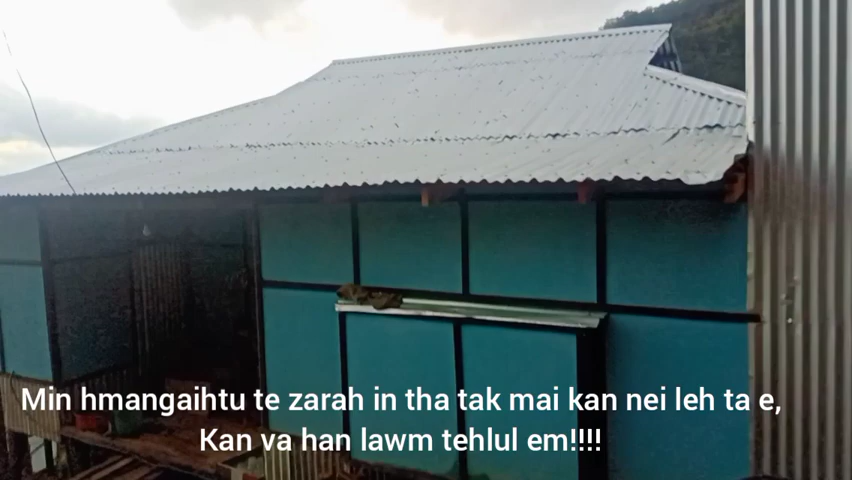 Min hmangaihtu te zarah in tha tak mai kan nei leh ta e,
Kan va han lawm tehlul em!!!!